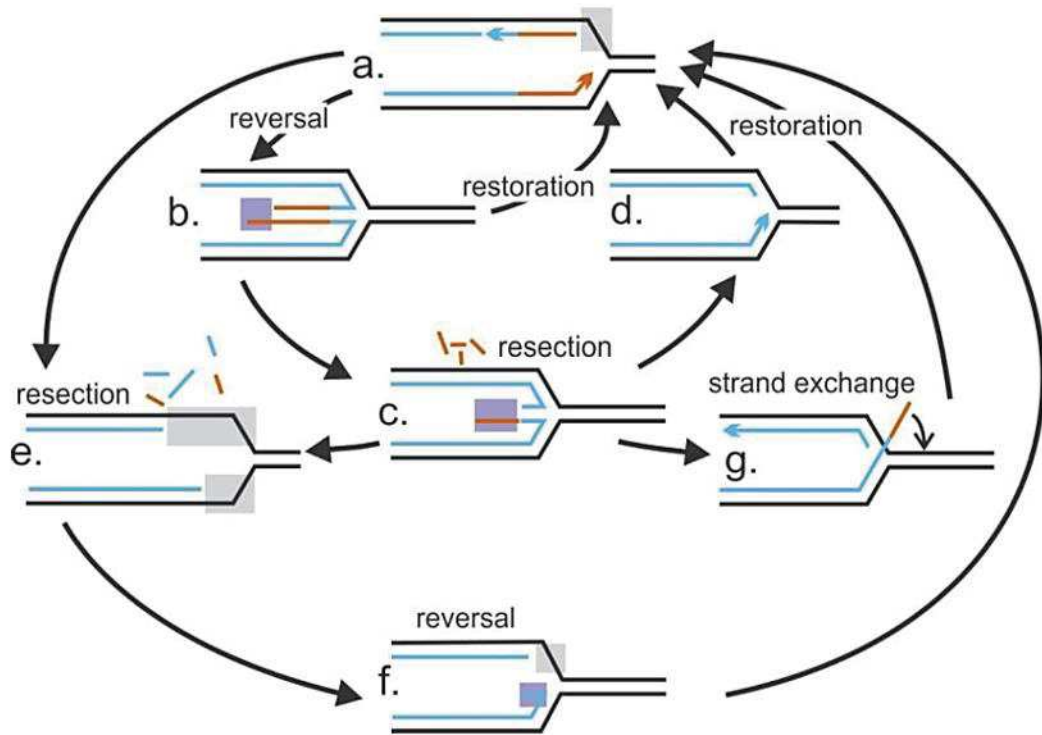 a.
reversal
restoration
b.
restoration
d.
resection
resection
strand exchange
c.
e.
g.
reversal
f.